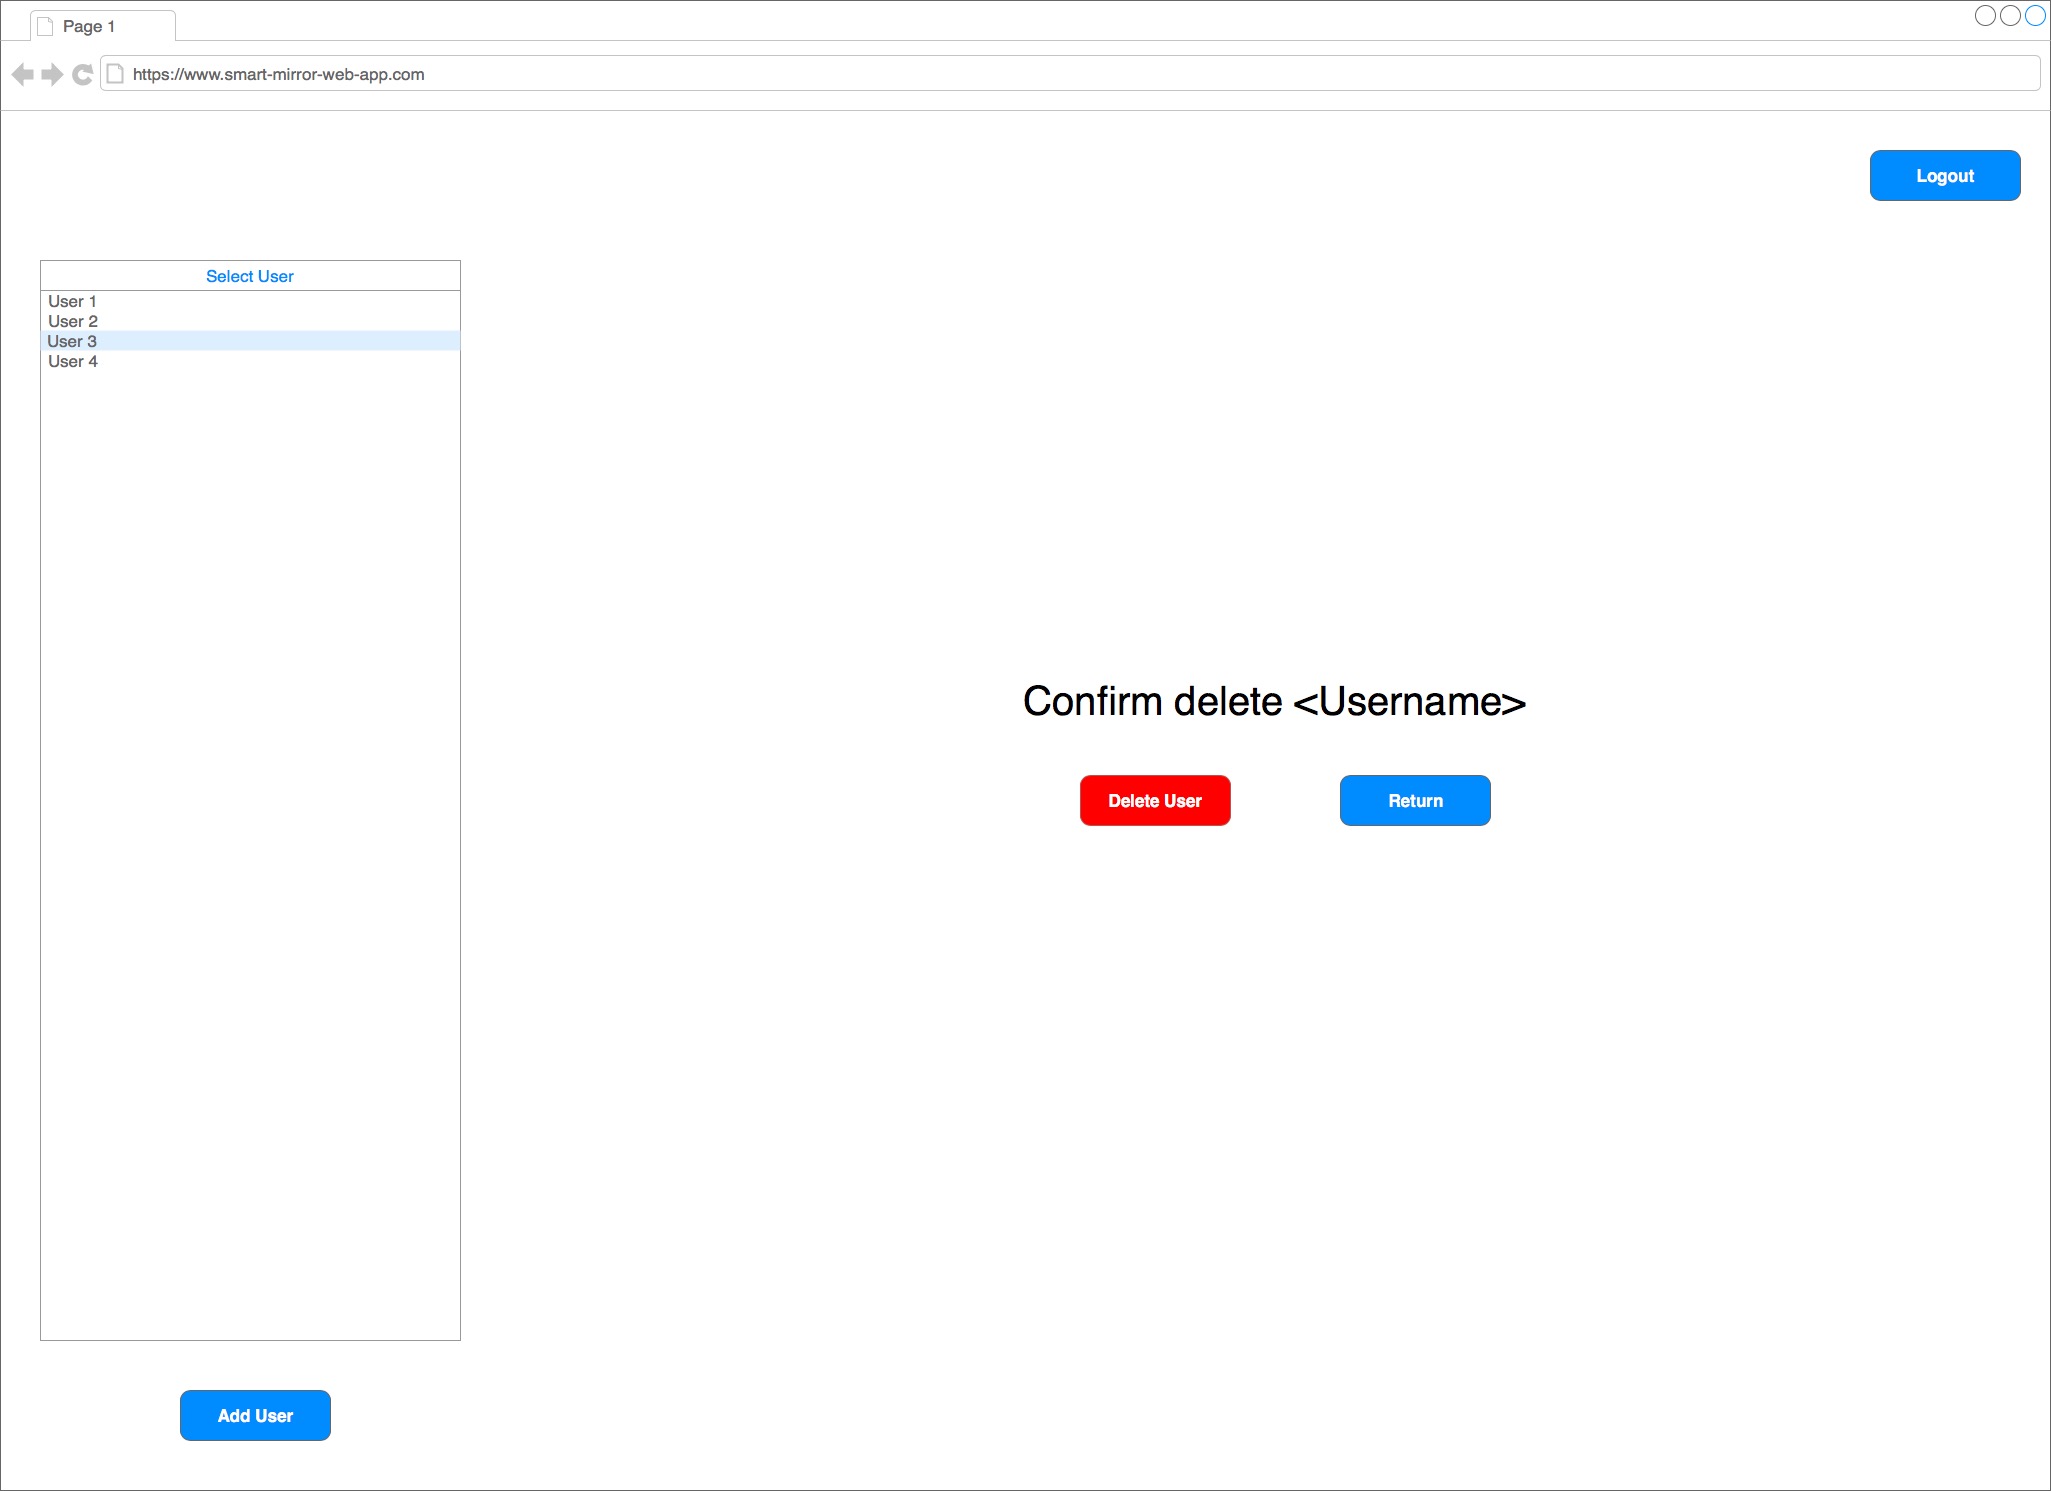 Page 1
https://www.smart-mirror-web-app.com
Logout
Select User
User 1
User 2
User 3
User 4
Confirm delete <Username>
Delete User
Return
Add User